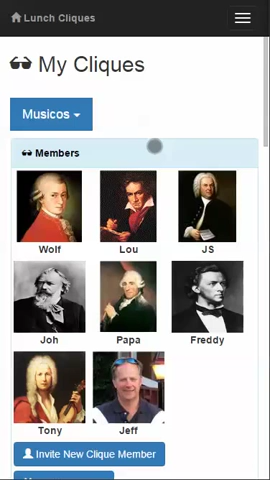 Lunch Cliques
My Cliques
Musicos
Members
Wolf Lou JS
Joh Papa Freddy
Tony Jeff
Invite New Clique Member